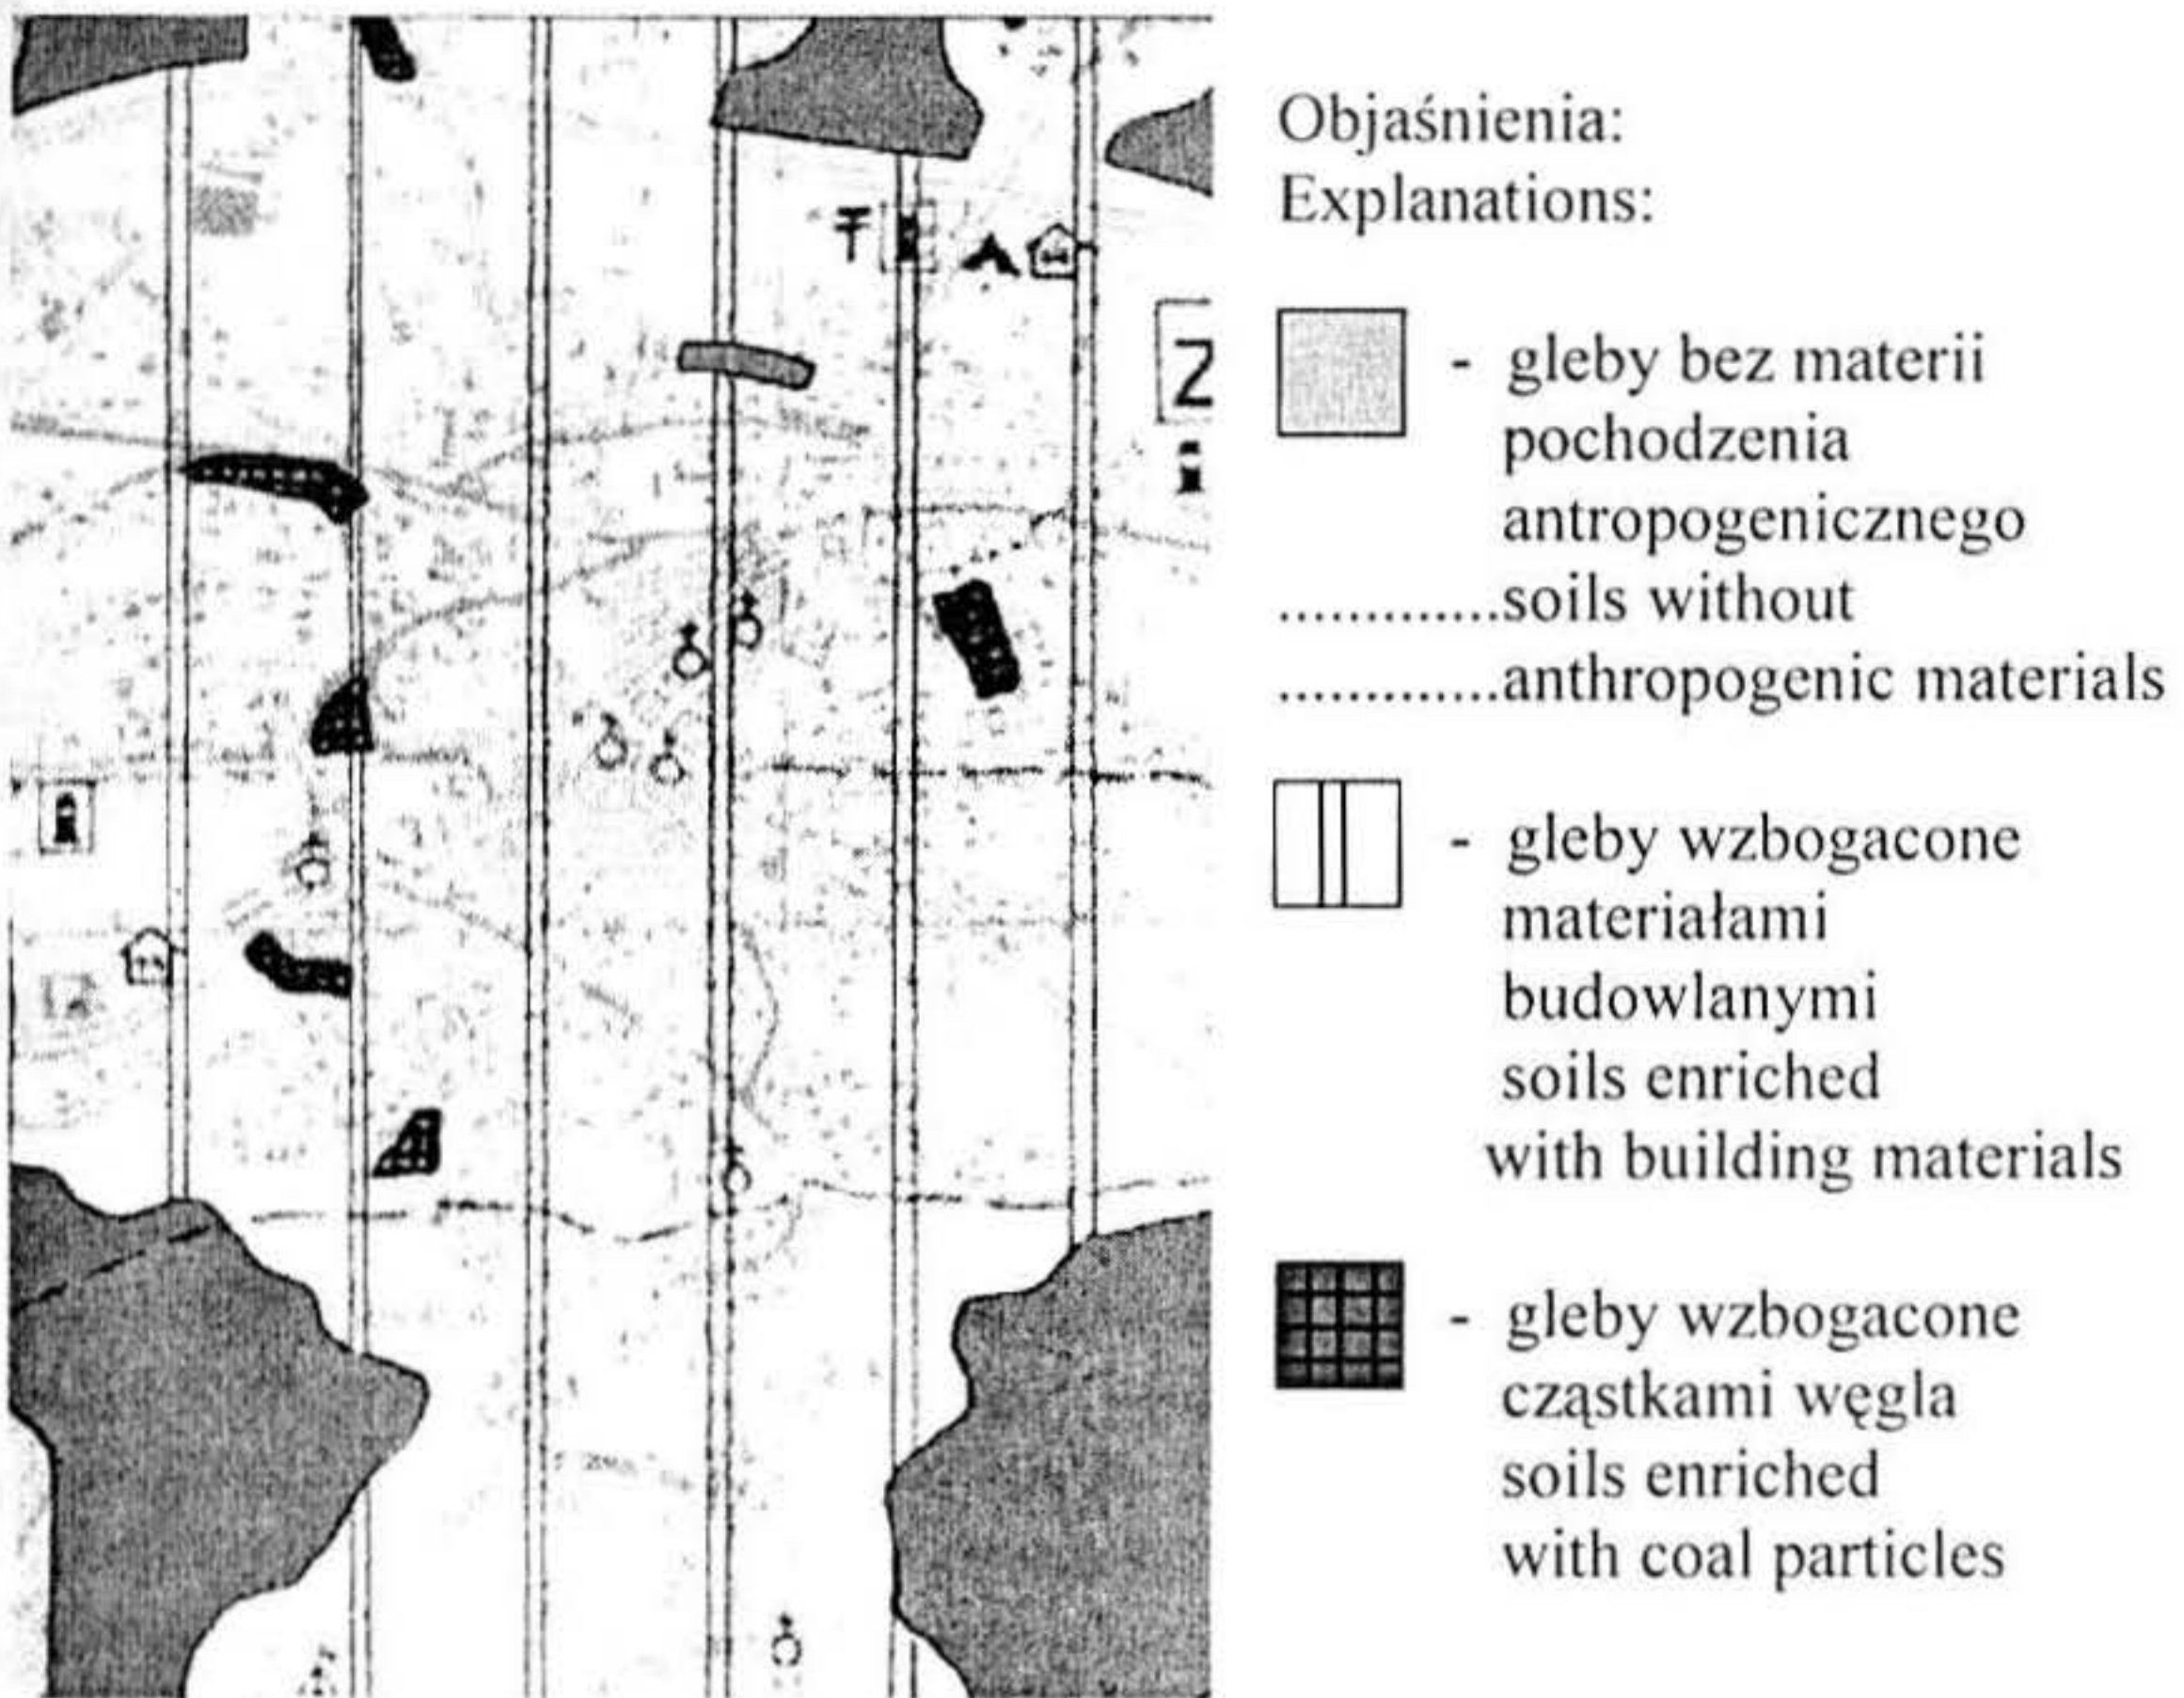 Objaśnienia:
Explanations:
- gleby bez materii
pochodzenia
antropogenicznego
.............soils without
.............anthropogenic materials
- gleby wzbogacone
materiałami
budowlanymi
soils enriched
with building materials
- gleby wzbogacone
cząstkami węgla
soils enriched
with coal particles